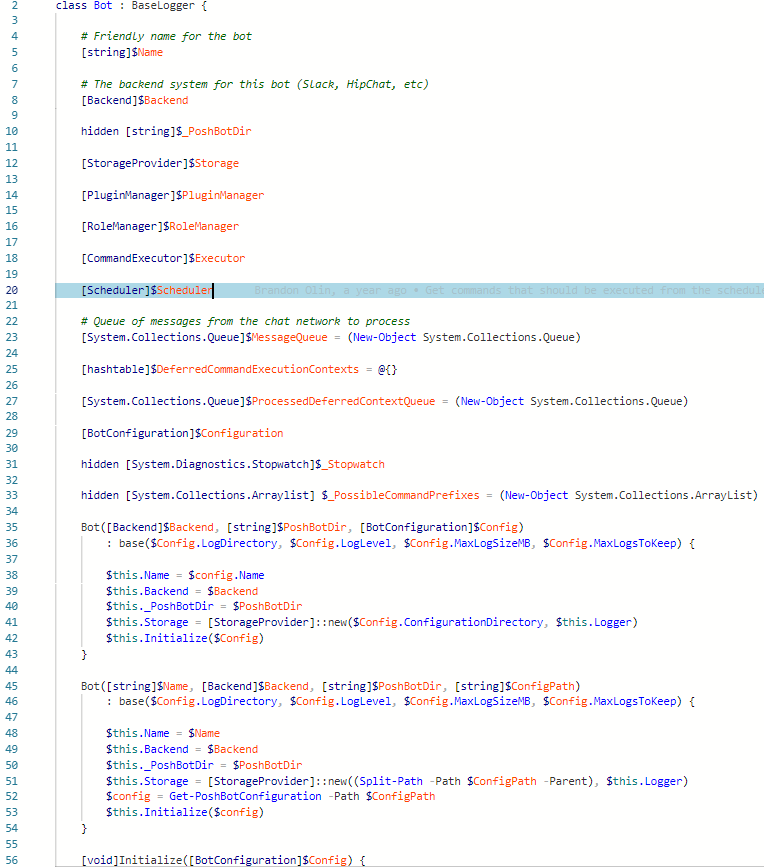 2 class Bot : BaseLogger {
3
4 # Friendly name for the bot
5 [string]$Name
6
7 # The backend system for this bot (Slack, HipChat, etc)
8 [Backend]$Backend
9
10 hidden [string]$_PoshBotDir
11
12 [StorageProvider]$Storage
13
14 [PluginManager]$PluginManager
15
16 [RoleManager]$RoleManager
17
18 [CommandExecutor]$Executor
19
20 [Scheduler]$Scheduler Brandon Olin, a year ago • Get commands that should be executed from the schedul
21
22 # Queue of messages from the chat network to process
23 [System.Collections.Queue]$MessageQueue = (New-Object System.Collections.Queue)
24
25 [hashtable]$DeferredCommandExecutionContexts = @{}
26
27 [System.Collections.Queue]$ProcessedDeferredContextQueue = (New-Object System.Collections.Queue)
28
29 [BotConfiguration]$Configuration
30
31 hidden [System.Diagnostics.Stopwatch]$_Stopwatch
32
33 hidden [System.Collections.Arraylist] $_PossibleCommandPrefixes = (New-Object System.Collections.ArrayList)
34
35 Bot([Backend]$Backend, [string]$PoshBotDir, [BotConfiguration]$Config)
36 : base($Config.LogDirectory, $Config.LogLevel, $Config.MaxLogSizeMB, $Config.MaxLogsToKeep) {
37
38 $this.Name = $config.Name
39 $this.Backend = $Backend
40 $this._PoshBotDir = $PoshBotDir
41 $this.Storage = [StorageProvider]::new($Config.ConfigurationDirectory, $this.Logger)
42 $this.Initialize($Config)
43 }
44
45 Bot([string]$Name, [Backend]$Backend, [string]$PoshBotDir, [string]$ConfigPath)
46 : base($Config.LogDirectory, $Config.LogLevel, $Config.MaxLogSizeMB, $Config.MaxLogsToKeep) {
47
48 $this.Name = $Name
49 $this.Backend = $Backend
50 $this._PoshBotDir = $PoshBotDir
51 $this.Storage = [StorageProvider]::new((Split-Path -Path $ConfigPath -Parent), $this.Logger)
52 $config = Get-PoshBotConfiguration -Path $ConfigPath
53 $this.Initialize($config)
54 }
55
56 [void]Initialize([BotConfiguration]$Config) {